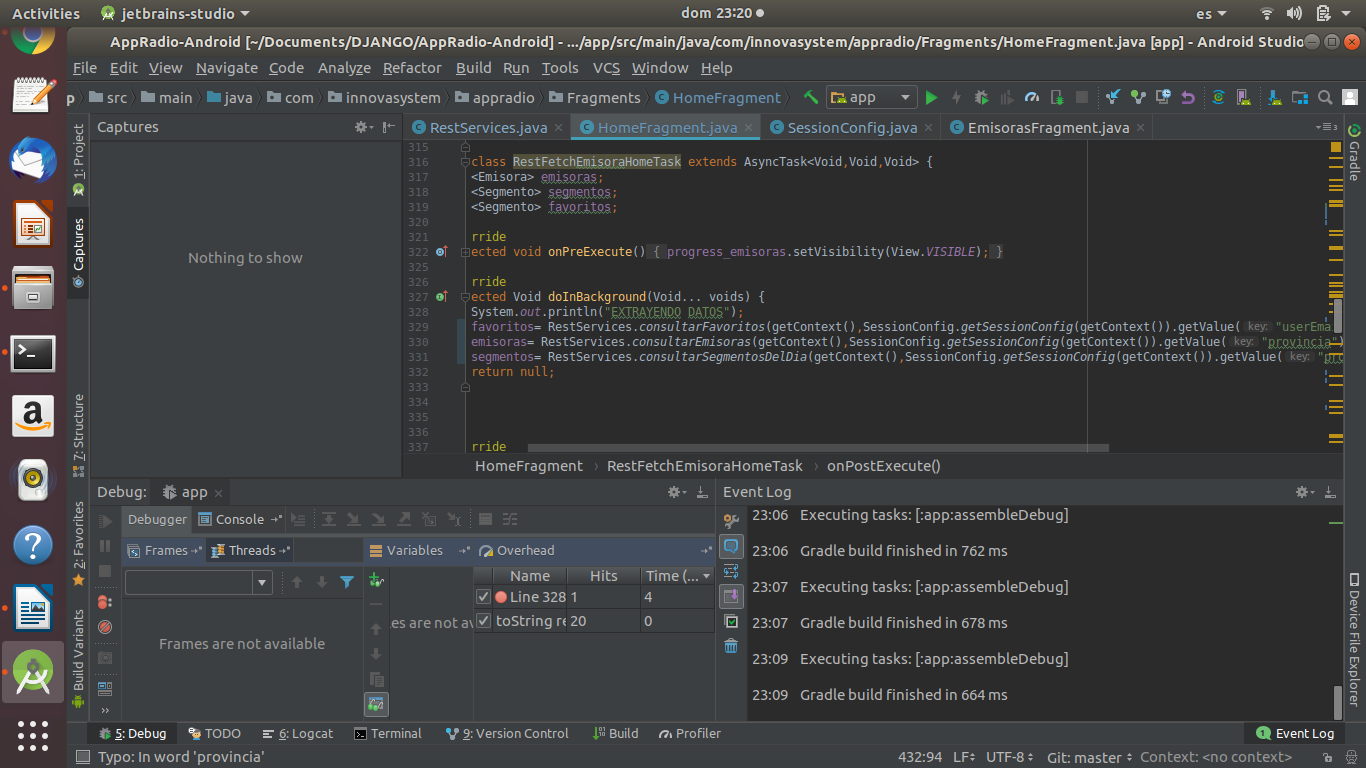 Activities
jetbrains-studio
dom 23:20
es
AppRadio-Android [~/Documents/DJANGO/AppRadio-Android] - .../app/src/main/java/com/innovasystem/appradio/Fragments/HomeFragment.java [app] - Android Studio
File Edit View Navigate Code Analyze Refactor Build Run Tools VCS Window Help
p src main java com innovasystem appradio Fragments HomeFragment app
Captures
RestServices.java HomeFragment.java SessionConfig.java EmisorasFragment.java
3
1: Project
Captures
7: Structure
2: Favorites
Build Variants
Nothing to show
315
316 class RestFetchEmisoraHomeTask extends AsyncTask<Void,Void,Void> {
317 <Emisora> emisoras;
318 <Segmento> segmentos;
319 <Segmento> favoritos;
320
321 rride
322 ected void onPreExecute() { progress_emisoras.setVisibility(View.VISIBLE); }
325
326 rride
327 ected Void doInBackground(Void... voids) {
328 System.out.println("EXTRAYENDO DATOS");
329 favoritos= RestServices.consultarFavoritos(getContext(),SessionConfig.getSessionConfig(getContext()).getValue( key: "userEma
330 emisoras= RestServices.consultarEmisoras(getContext(),SessionConfig.getSessionConfig(getContext()).getValue( key: "provincia")
331 segmentos= RestServices.consultarSegmentosDelDia(getContext(),SessionConfig.getSessionConfig(getContext()).getValue( key: "pro
332 return null;
333
334
335
336
337 rride
HomeFragment › RestFetchEmisoraHomeTask › onPostExecute()
Gradle
Device File Explorer
Debug: app
Debugger Console
Frames Threads Variables Overhead
Frames are not available
es are not av
Name Hits Time (...
Line 328 1 4
toString re 20 0
Event Log
23:06 Executing tasks: [:app:assembleDebug]
23:06 Gradle build finished in 762 ms
23:07 Executing tasks: [:app:assembleDebug]
23:07 Gradle build finished in 678 ms
23:09 Executing tasks: [:app:assembleDebug]
23:09 Gradle build finished in 664 ms
5: Debug TODO 6: Logcat Terminal 9: Version Control Build Profiler 1 Event Log
Typo: In word 'provincia' 432:94 LF UTF-8 Git: master Context: <no context>